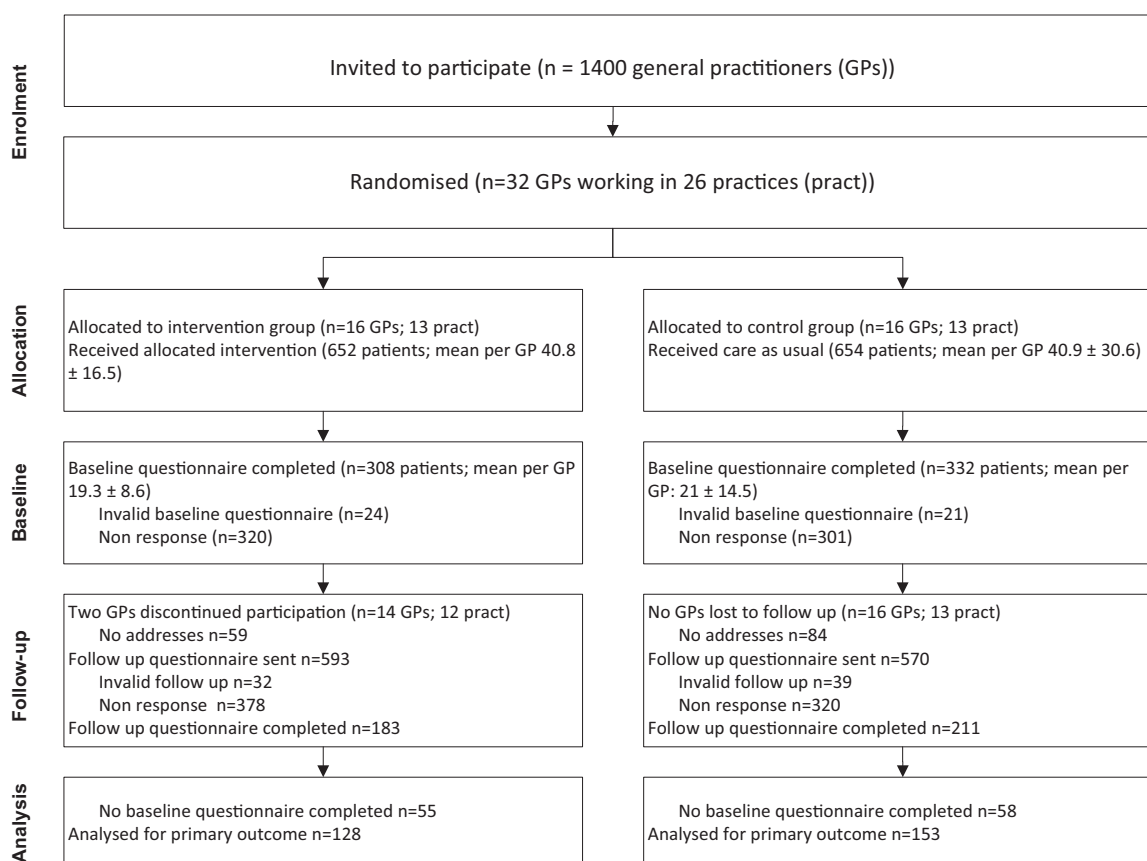 Enrolment
Invited to participate (n = 1400 general practitioners (GPs))
Randomised (n=32 GPs working in 26 practices (pract))
Allocation
Allocated to intervention group (n=16 GPs; 13 pract)
Received allocated intervention (652 patients; mean per GP 40.8
± 16.5)
Allocated to control group (n=16 GPs; 13 pract)
Received care as usual (654 patients; mean per GP 40.9 ± 30.6)
Baseline
Baseline questionnaire completed (n=308 patients; mean per GP
19.3 ± 8.6)
Invalid baseline questionnaire (n=24)
Non response (n=320)
Baseline questionnaire completed (n=332 patients; mean per
GP: 21 ± 14.5)
Invalid baseline questionnaire (n=21)
Non response (n=301)
Follow-up
Two GPs discontinued participation (n=14 GPs; 12 pract)
No addresses n=59
Follow up questionnaire sent n=593
Invalid follow up n=32
Non response n=378
Follow up questionnaire completed n=183
No GPs lost to follow up (n=16 GPs; 13 pract)
No addresses n=84
Follow up questionnaire sent n=570
Invalid follow up n=39
Non response n=320
Follow up questionnaire completed n=211
Analysis
No baseline questionnaire completed n=55
Analysed for primary outcome n=128
No baseline questionnaire completed n=58
Analysed for primary outcome n=153